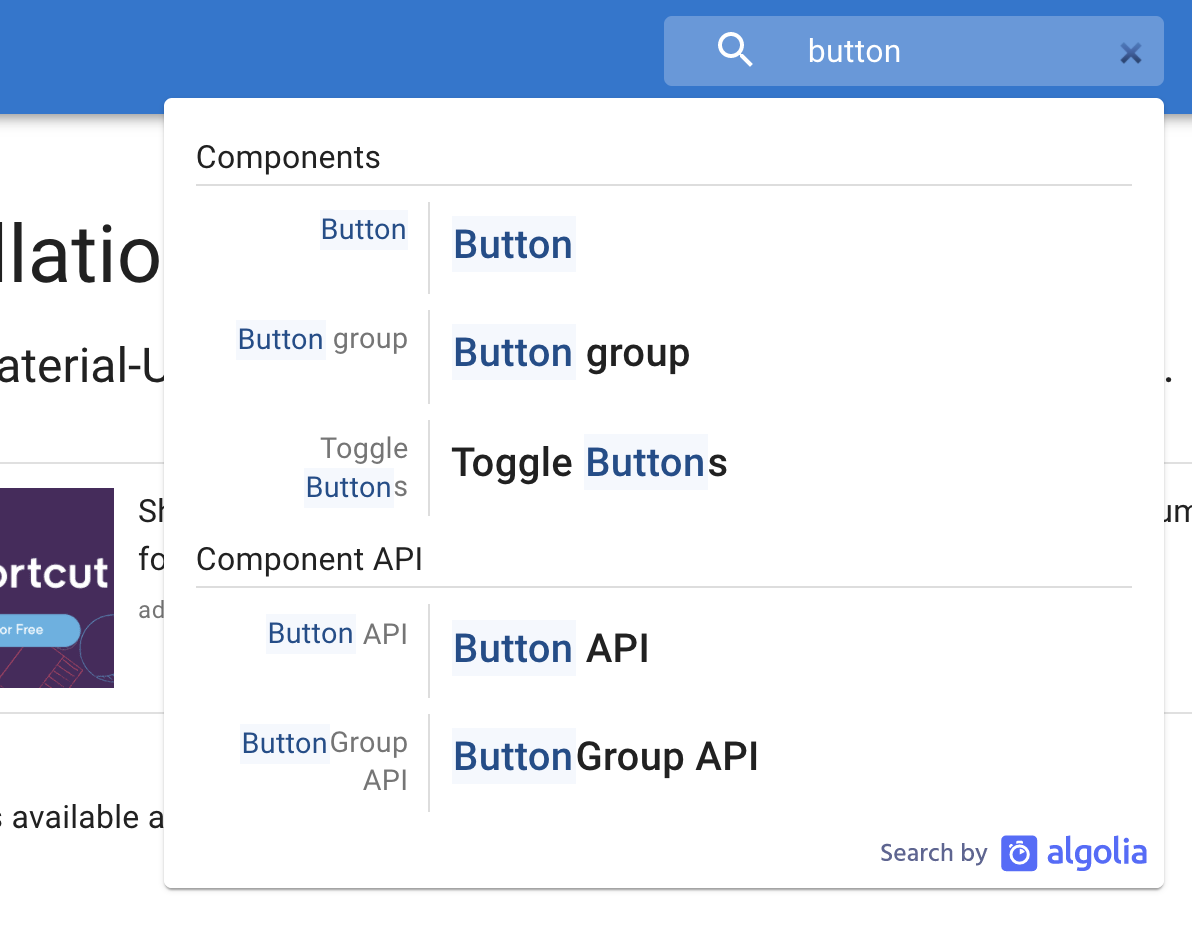 button
Components
Button
Button
Button group
Button group
Toggle
Buttons
Toggle Buttons
Component API
Button API
Button API
ButtonGroup
API
ButtonGroup API
Search by algolia
llatio
aterial-U
.
Sh
for
ad
ortcut
or Free
um
s available a